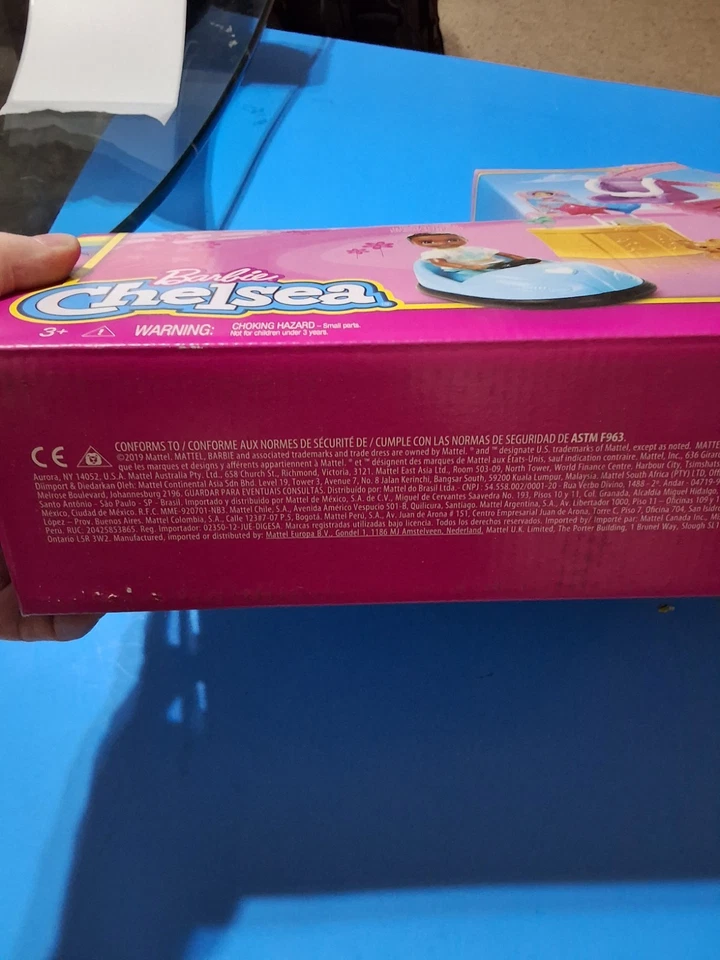 Barbie
Chelsea
3+ WARNING: CHOKING HAZARD – Small parts.
Not for children under 3 years.
CE
CONFORMS TO / CONFORME AUX NORMES DE SÉCURITÉ DE / CUMPLE CON LAS NORMAS DE SEGURIDAD DE ASTM F963.
©2019 Mattel. MATTEL, BARBIE and associated trademarks and trade dress are owned by Mattel. ® and ™ designate U.S. trademarks of Mattel, except as noted. MATTE
que les marques et designs y afférents appartiennent à Mattel. ® et ™ désignent des marques de Mattel aux États-Unis, sauf indication contraire. Mattel, Inc., 636 Girar
Aurora, NY 14052, U.S.A. Mattel Australia Pty. Ltd., 658 Church St., Richmond, Victoria, 3121. Mattel East Asia Ltd., Room 503-09, North Tower, World Finance Centre, Harbour City, Tsimshats
Diimport & Diedarkan Oleh: Mattel Continental Asia Sdn Bhd. Level 19, Tower 3, Avenue 7, No. 8 Jalan Kerinchi, Bangsar South, 59200 Kuala Lumpur, Malaysia. Mattel South Africa (PTY) LTD, Off
Melrose Boulevard, Johannesburg 2196. GUARDAR PARA EVENTUAIS CONSULTAS. Distribuído por: Mattel do Brasil Ltda. - CNPJ : 54.558.002/0001-20 - Rua Verbo Divino, 1488 - 2º. Andar - 04719-9
Santo Antônio - São Paulo - SP - Brasil. Importado y distribuido por Mattel de México, S.A. de C.V., Miguel de Cervantes Saavedra No. 193, Pisos 10 y 11, Col. Granada, Alcaldía Miguel Hidalgo,
México, Ciudad de México. R.F.C. MME-920701-NB3. Mattel Chile, S.A., Avenida Américo Vespucio 501-B, Quilicura, Santiago. Mattel Argentina, S.A., Av. Libertador 1000, Piso 11 – Oficinas 109 y
López – Prov. Buenos Aires. Mattel Colombia, S.A., Calle 123#7-07 P.5, Bogotá. Mattel Perú, S.A., Av. Juan de Arona # 151, Centro Empresarial Juan de Arona, Torre C, Piso 7, Oficina 704, San Isidro
Perú. RUC. 20425853865. Reg. Importador: 02350-12-JUE-DIGESA. Marcas registradas utilizadas bajo licencia. Todos los derechos reservados. Imported by/ Importé par: Mattel Canada Inc., Mi
Ontario L5R 3W2. Manufactured, imported or distributed by: Mattel Europa B.V., Gondel 1, 1186 MJ Amstelveen, Nederland. Mattel U.K. Limited, The Porter Building, 1 Brunel Way, Slough SL1